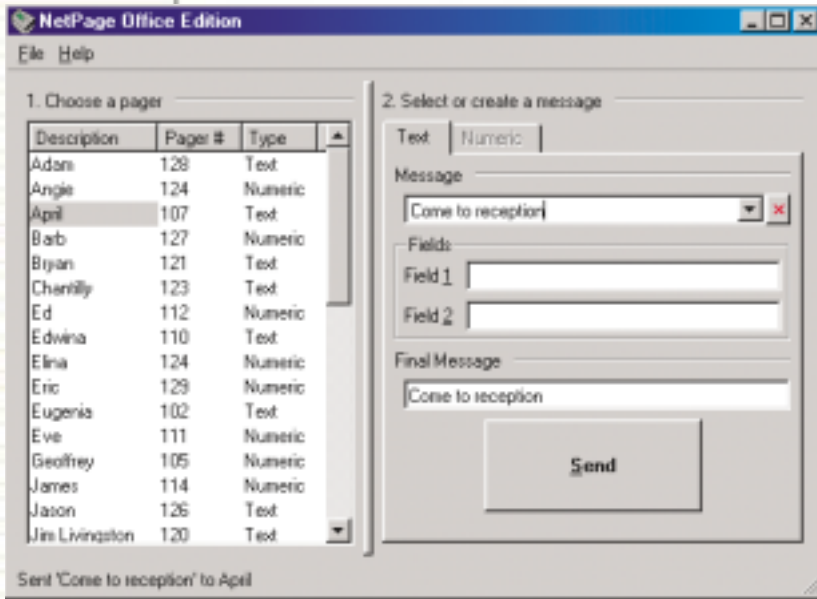 NetPage Office Edition
File Help
1. Choose a pager
Description Pager # Type
Adam 128 Text
Angie 124 Numeric
April 107 Text
Barb 127 Numeric
Bryan 121 Text
Chantilly 123 Text
Ed 112 Numeric
Edwina 110 Text
Elina 124 Numeric
Eric 129 Numeric
Eugenia 102 Text
Eve 111 Numeric
Geoffrey 105 Numeric
James 114 Numeric
Jason 126 Text
Jim Livingston 120 Text
2. Select or create a message
Text Numeric
Message
Come to reception
Fields
Field 1
Field 2
Final Message
Come to reception
Send
Sent 'Come to reception' to April